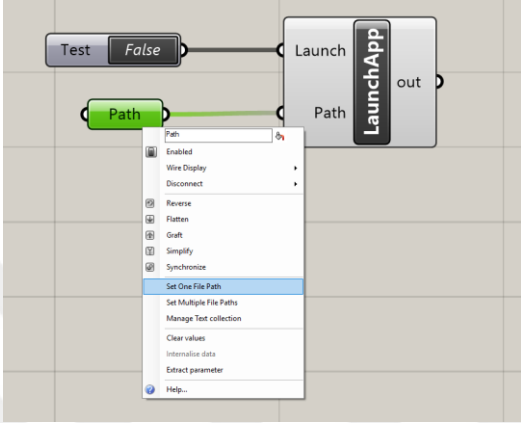 Test False
Launch
Path
Path
out
LaunchApp
Path
Enabled
Wire Display
Disconnect
Reverse
Flatten
Graft
Simplify
Synchronize
Set One File Path
Set Multiple File Paths
Manage Text collection
Clear values
Internalise data
Extract parameter
Help...